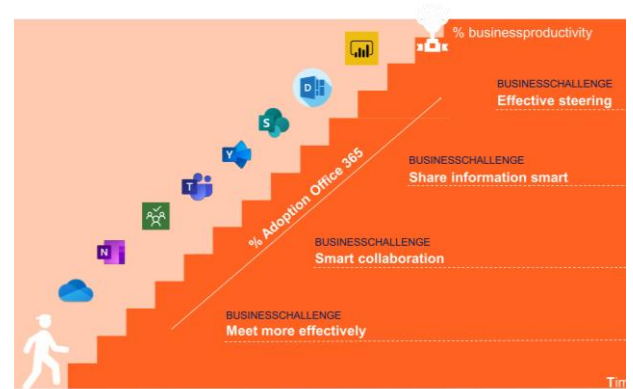 % businessproductivity
BUSINESSCHALLENGE
Effective steering
BUSINESSCHALLENGE
Share information smart
% Adoption Office 365
BUSINESSCHALLENGE
Smart collaboration
BUSINESSCHALLENGE
Meet more effectively
D
S
Y
T
N
Tim